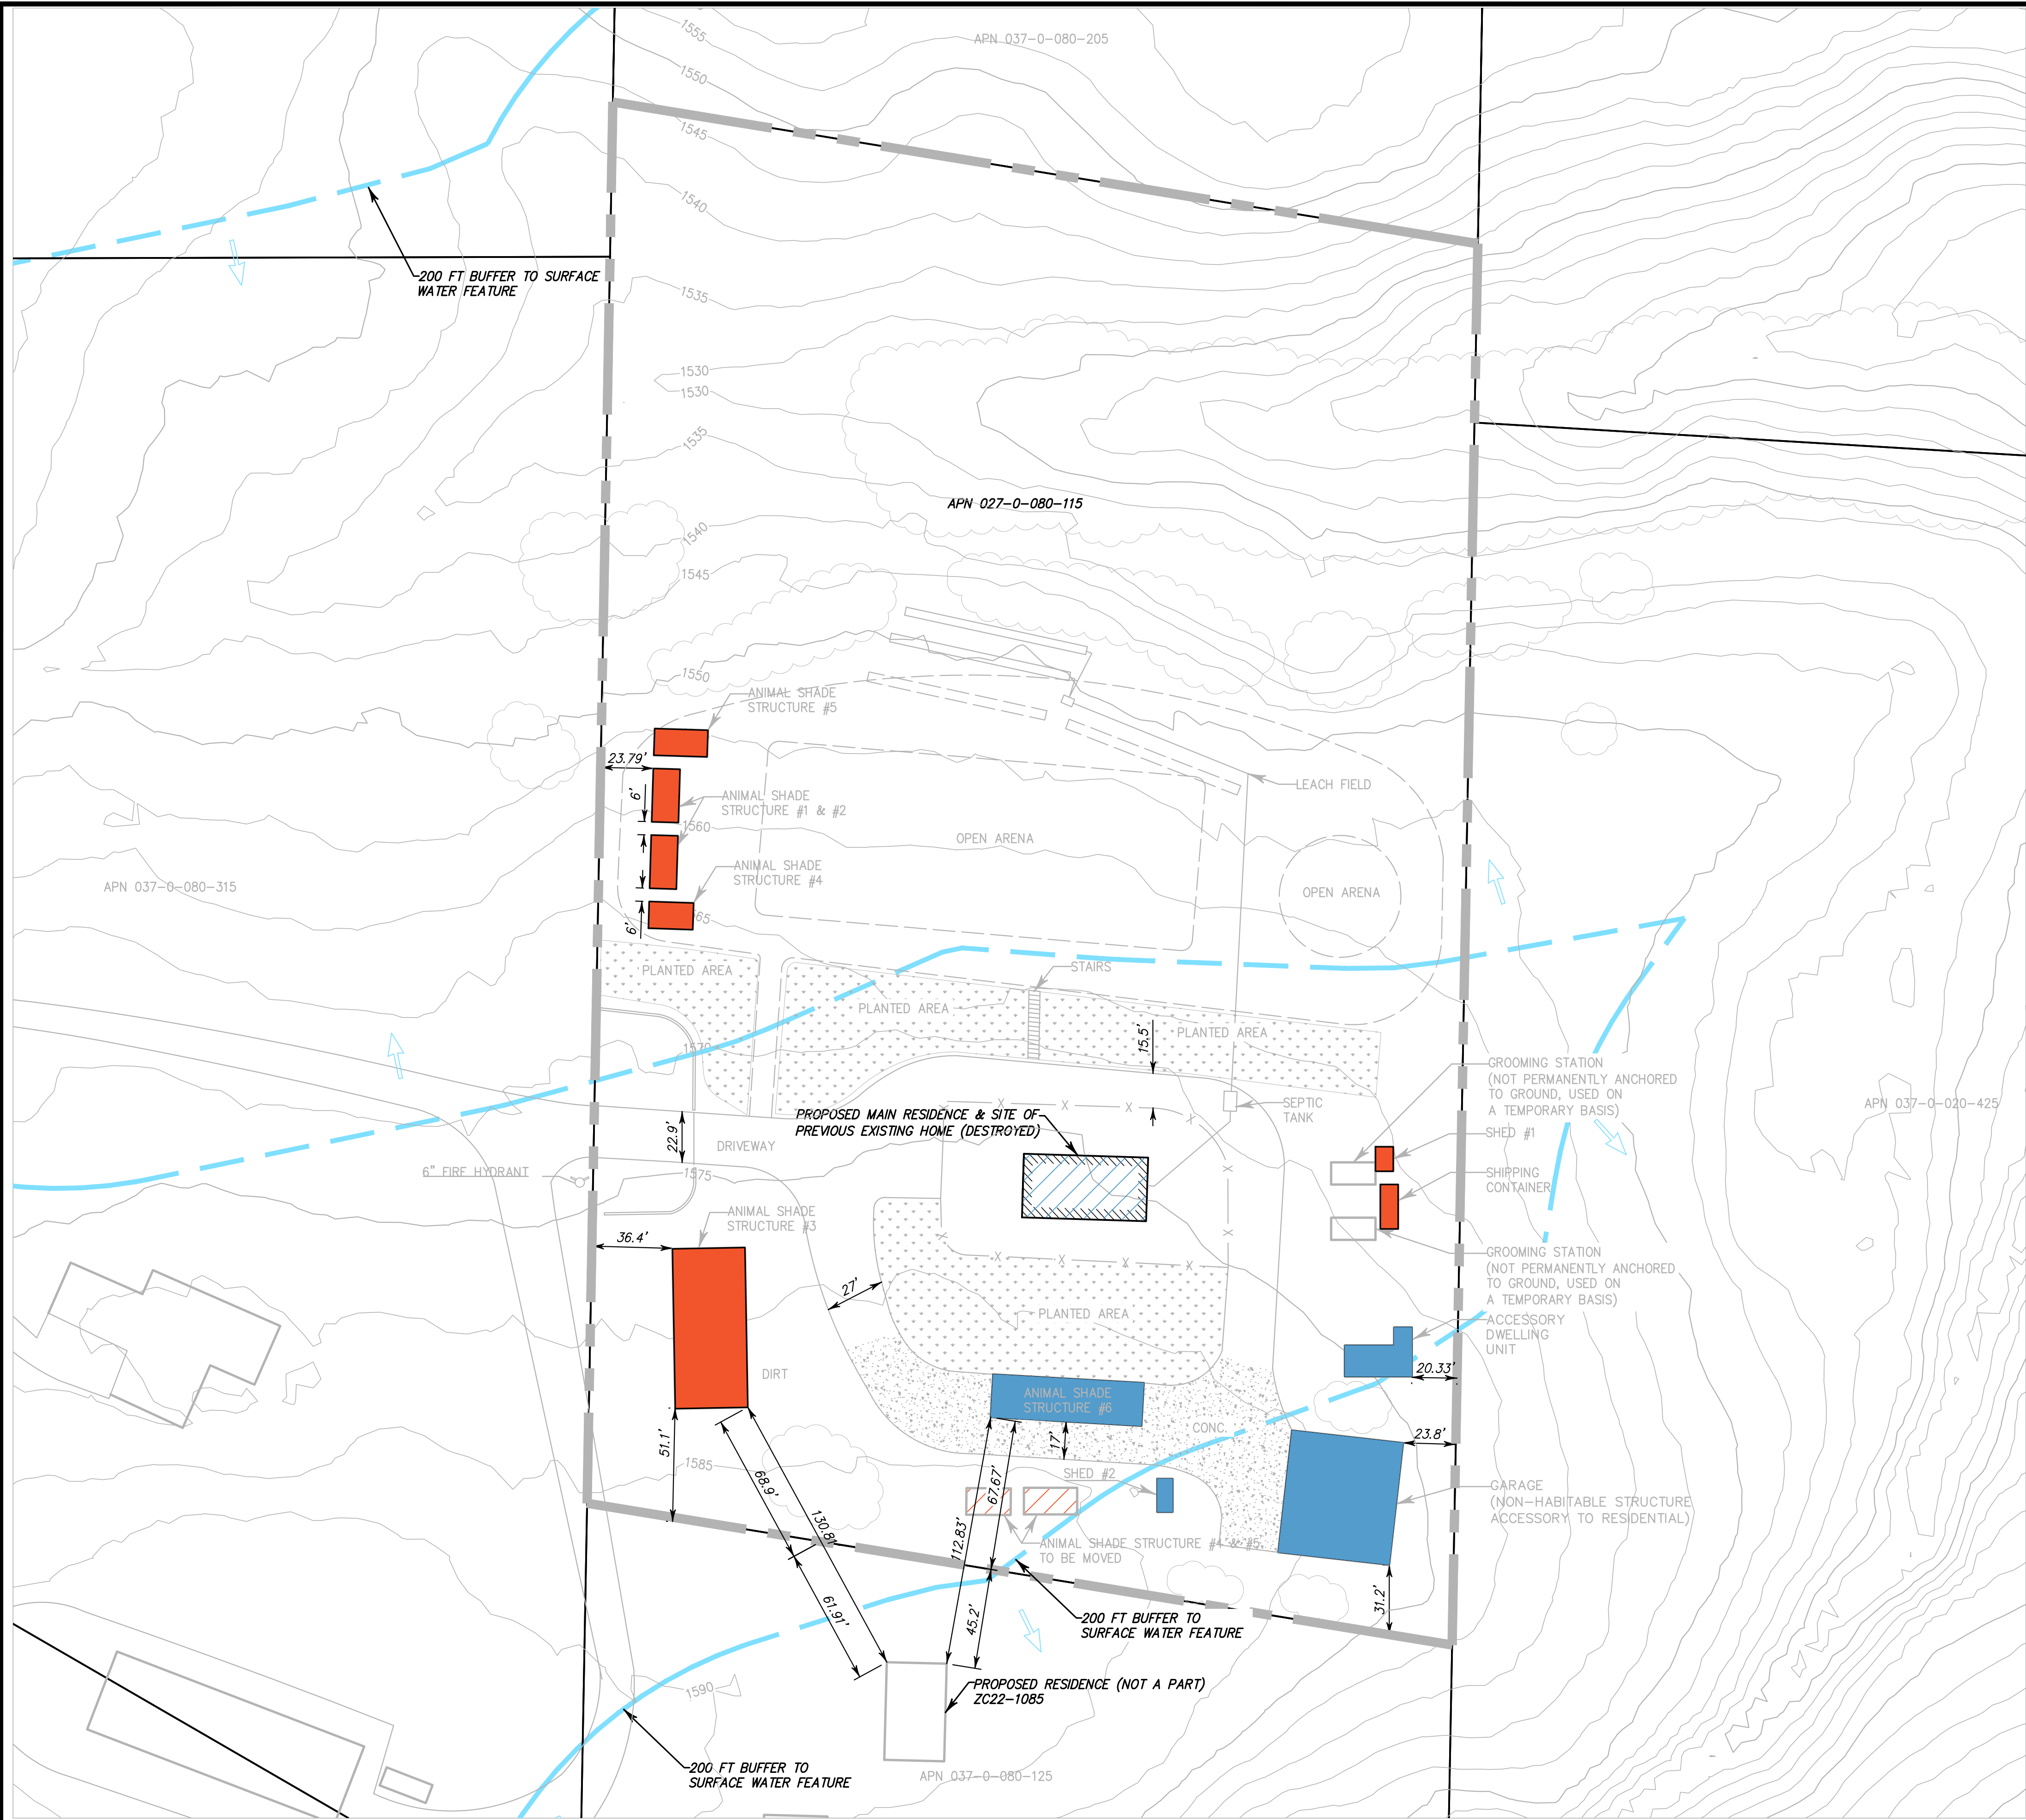 1555
APN 037-0-080-205
1550
1545
1540
200 FT BUFFER TO SURFACE
WATER FEATURE
1535
1530
1530
1535
APN 027-0-080-115
1540
1545
1550
ANIMAL SHADE
STRUCTURE #5
23.79'
6'
ANIMAL SHADE
STRUCTURE #1 & #2
1560
LEACH FIELD
OPEN ARENA
ANIMAL SHADE
STRUCTURE #4
APN 037-0-080-315
OPEN ARENA
6'
PLANTED AREA
STAIRS
PLANTED AREA
PLANTED AREA
15.5'
1570
GROOMING STATION
(NOT PERMANENTLY ANCHORED
TO GROUND, USED ON
A TEMPORARY BASIS)
SEPTIC
TANK
APN 037-0-020-425
PROPOSED MAIN RESIDENCE & SITE OF
PREVIOUS EXISTING HOME (DESTROYED)
22.9'
DRIVEWAY
SHED #1
6" FIRE HYDRANT
1575
SHIPPING
CONTAINER
ANIMAL SHADE
STRUCTURE #3
36.4'
GROOMING STATION
(NOT PERMANENTLY ANCHORED
TO GROUND, USED ON
A TEMPORARY BASIS)
27'
PLANTED AREA
ACCESSORY
DWELLING
UNIT
DIRT
20.33'
ANIMAL SHADE
STRUCTURE #6
CONC.
51.1'
17'
23.8'
1585
68.9'
67.67'
SHED #2
GARAGE
(NON-HABITABLE STRUCTURE
ACCESSORY TO RESIDENTIAL)
130.8'
112.83'
ANIMAL SHADE STRUCTURE #4 & #5
TO BE MOVED
61.91'
45.2'
31.2'
200 FT BUFFER TO
SURFACE WATER FEATURE
PROPOSED RESIDENCE (NOT A PART)
ZC22-1085
1590
200 FT BUFFER TO
SURFACE WATER FEATURE
APN 037-0-080-125